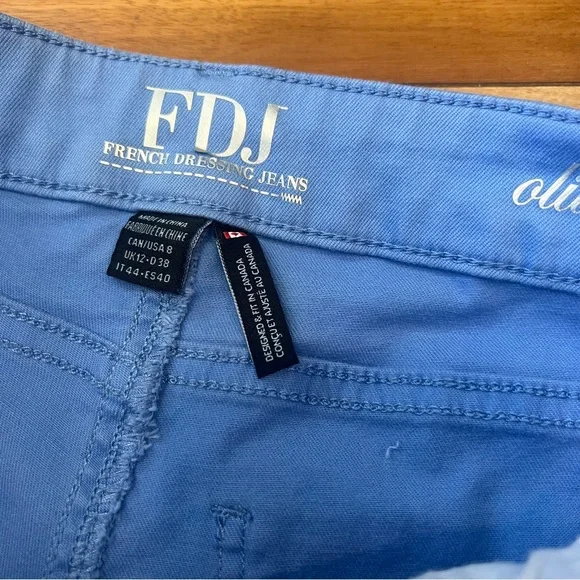 FDJ
FRENCH DRESSING JEANS
MADE IN CHINA
FABRIQUÉ EN CHINE
CAN/USA 8
UK12-D38
IT44-ES40
DESIGNED & FIT IN CANADA
CONÇU ET AJUSTÉ AU CANADA